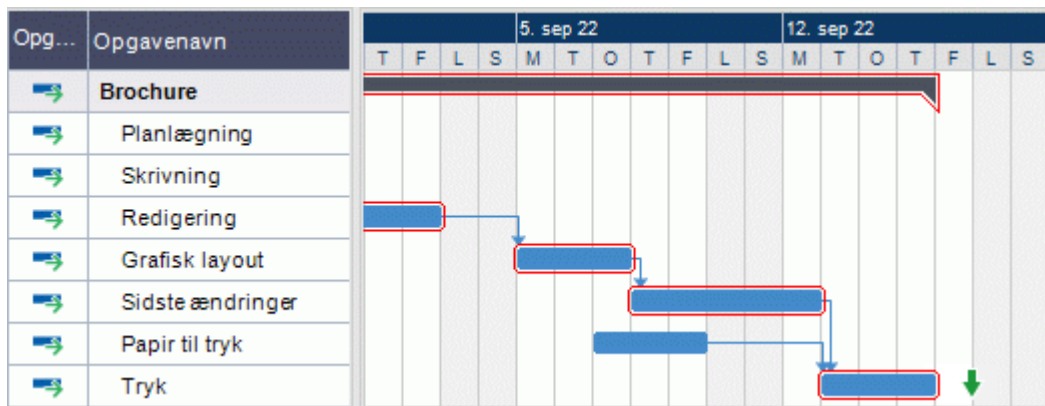 Opg... Opgavenavn
5. sep 22 12. sep 22
T F L S M T O T F L S M T O T F L S
Brochure
Planlægning
Skrivning
Redigering
Grafisk layout
Sidste ændringer
Papir til tryk
Tryk